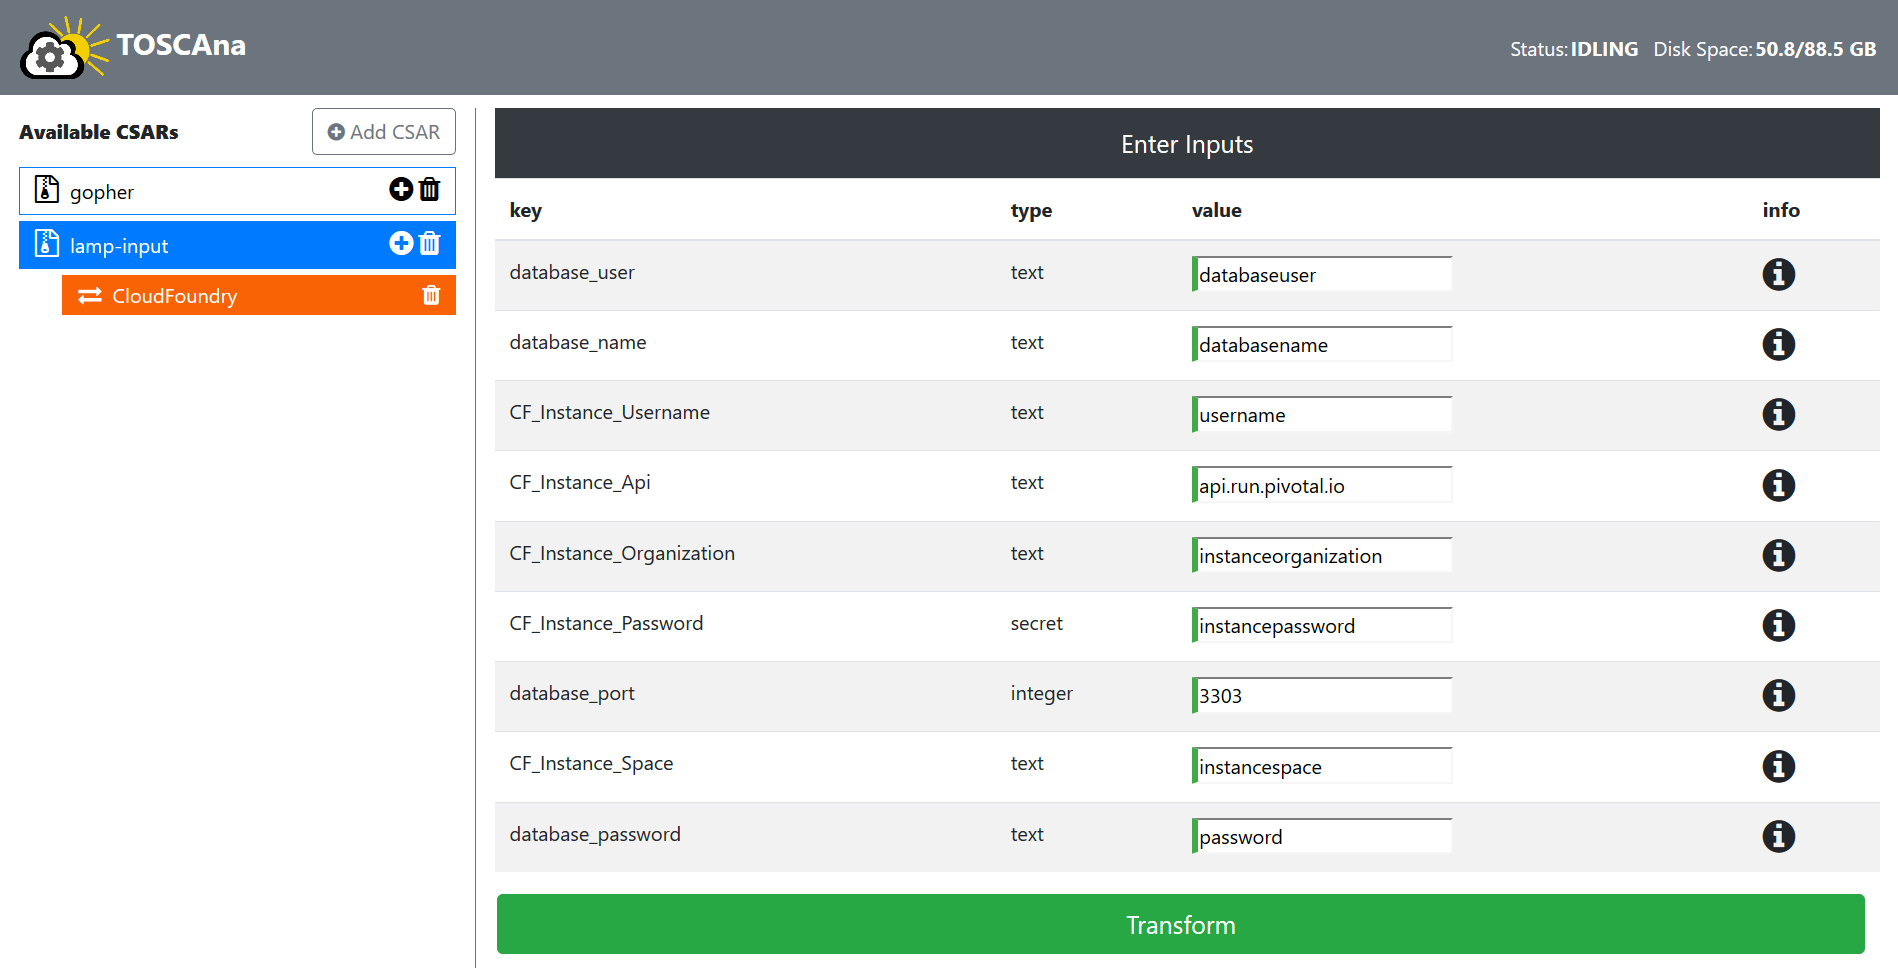 TOSCAna
Status: IDLING Disk Space: 50.8/88.5 GB
Available CSARs
Add CSAR
gopher
lamp-input
CloudFoundry
Enter Inputs
key type value info
database_user text databaseuser
database_name text databasename
CF_Instance_Username text username
CF_Instance_Api text api.run.pivotal.io
CF_Instance_Organization text instanceorganization
CF_Instance_Password secret instancepassword
database_port integer 3303
CF_Instance_Space text instancespace
database_password text password
Transform